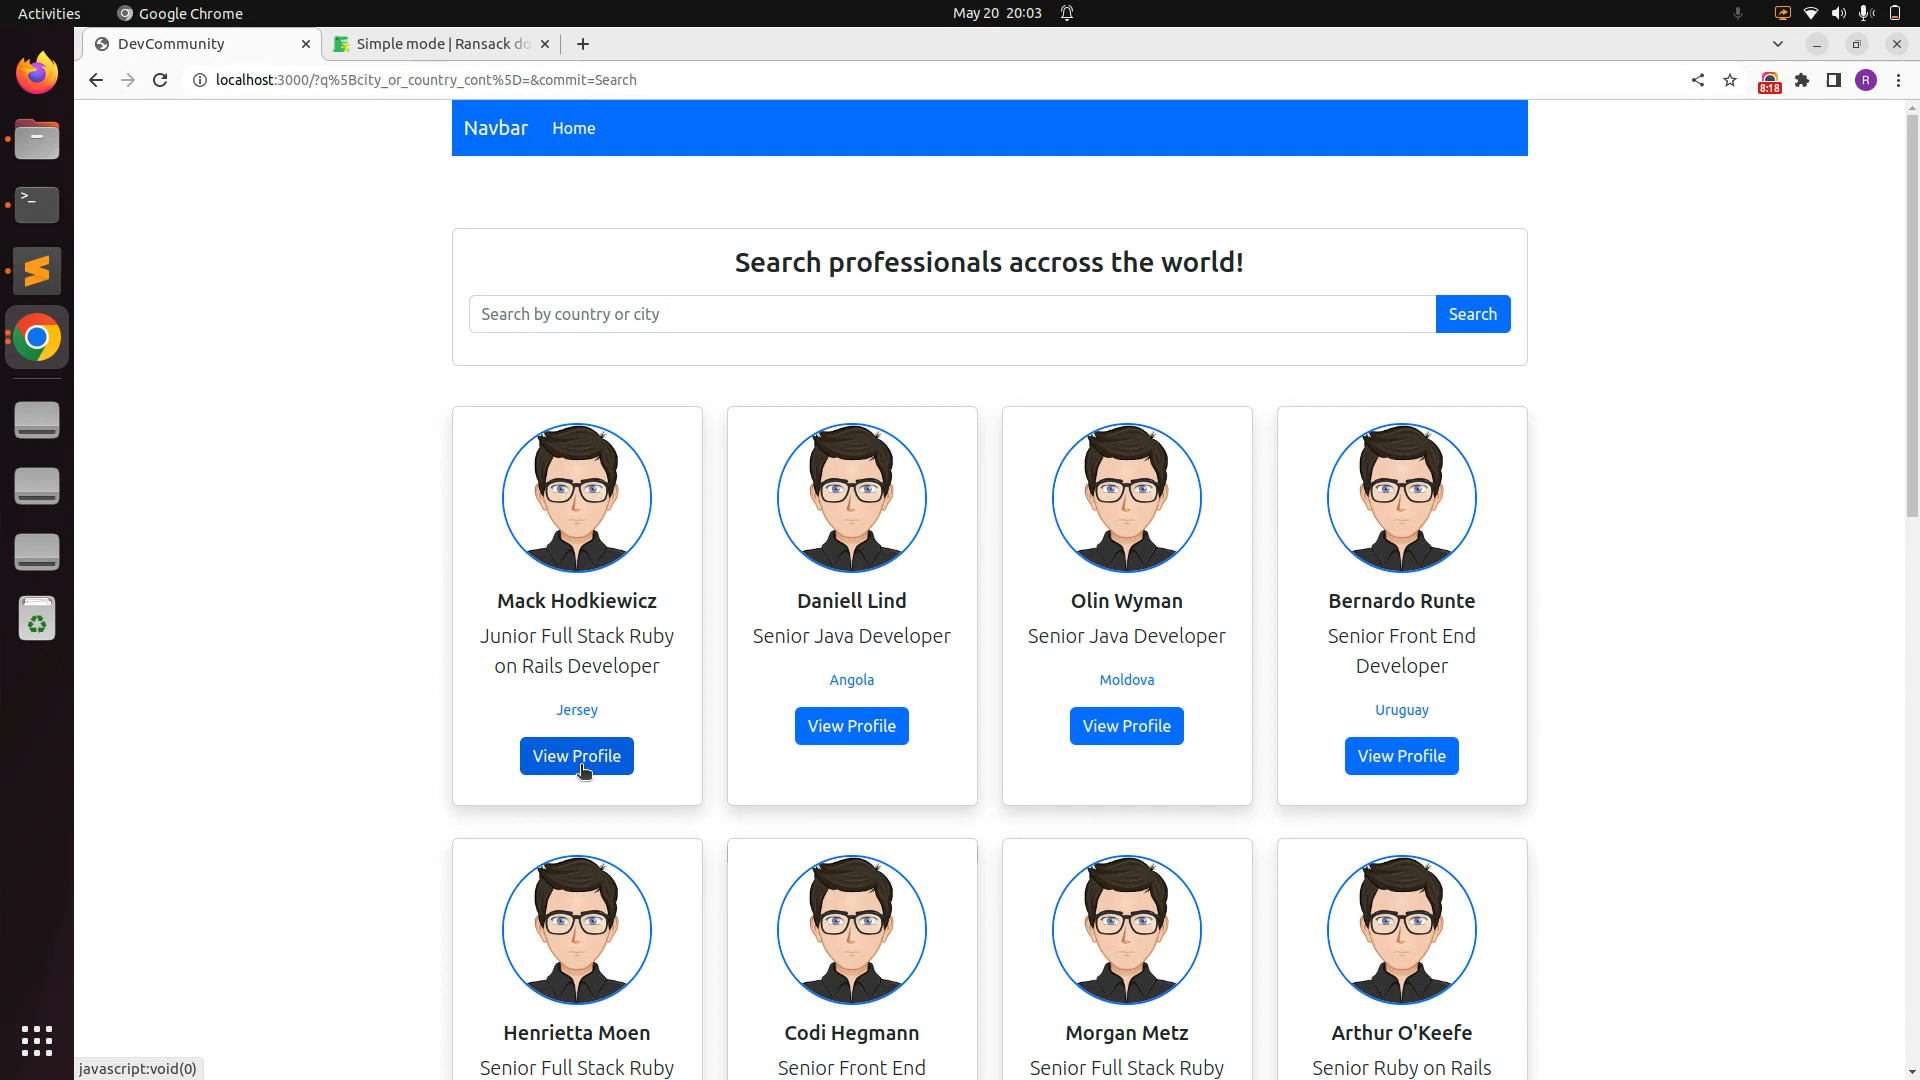 Activities
Google Chrome
May 20 20:03
DevCommunity
Simple mode | Ransack do
localhost:3000/?q%5Bcity_or_country_cont%5D=&commit=Search
8:18
R
Navbar
Home
Search professionals accross the world!
Search by country or city
Search
Mack Hodkiewicz
Junior Full Stack Ruby
on Rails Developer
Jersey
View Profile
Daniell Lind
Senior Java Developer
Angola
View Profile
Olin Wyman
Senior Java Developer
Moldova
View Profile
Bernardo Runte
Senior Front End
Developer
Uruguay
View Profile
Henrietta Moen
Senior Full Stack Ruby
Codi Hegmann
Senior Front End
Morgan Metz
Senior Full Stack Ruby
Arthur O'Keefe
Senior Ruby on Rails
javascript:void(0)